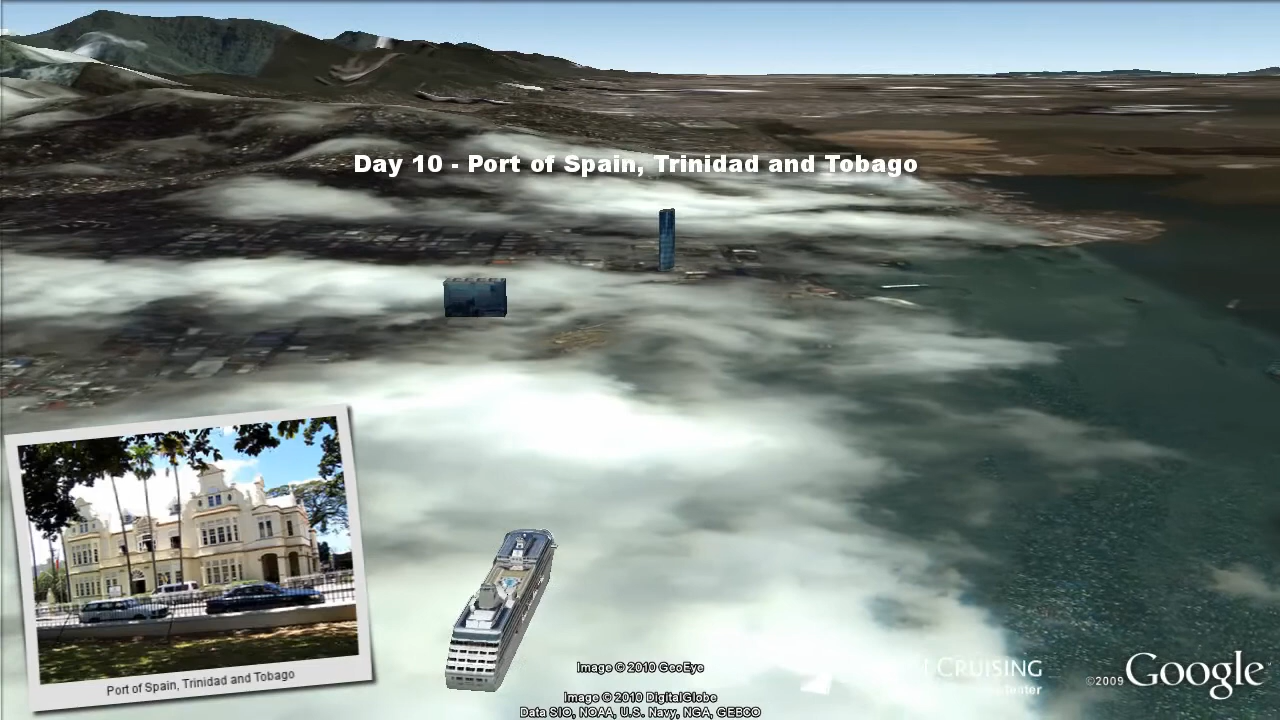 Day 10 - Port of Spain, Trinidad and Tobago
Port of Spain, Trinidad and Tobago
Image © 2010 GeoEye
Image © 2010 DigitalGlobe
Data SIO, NOAA, U.S. Navy, NGA, GEBCO
CRUISING
©2009 Google